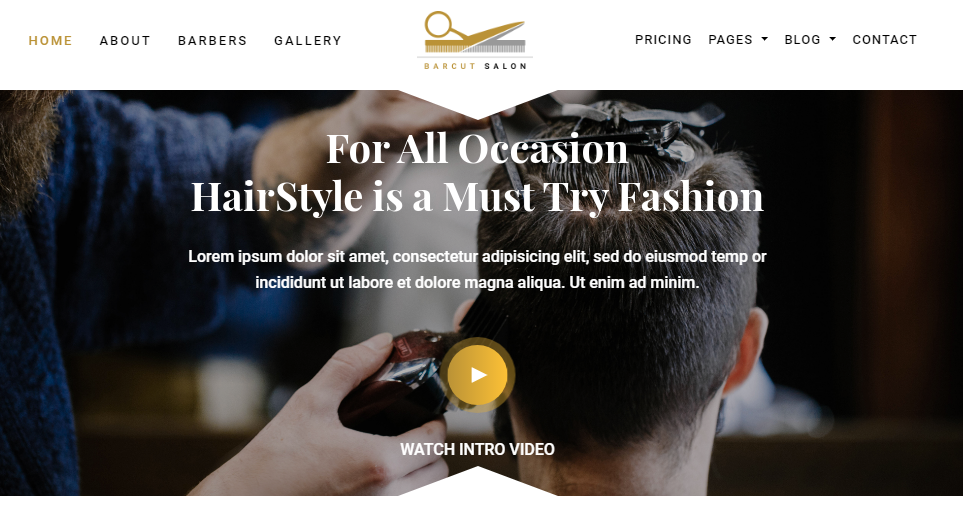 HOME ABOUT BARBERS GALLERY
BARCUT SALON
PRICING PAGES BLOG CONTACT
For All Occasion
HairStyle is a Must Try Fashion
Lorem ipsum dolor sit amet, consectetur adipisicing elit, sed do eiusmod temp or
incididunt ut labore et dolore magna aliqua. Ut enim ad minim.
WATCH INTRO VIDEO